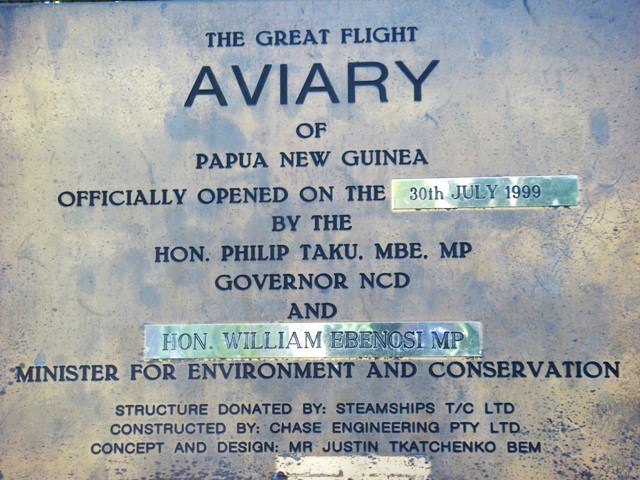 THE GREAT FLIGHT
AVIARY
OF
PAPUA NEW GUINEA
OFFICIALLY OPENED ON THE 30th JULY 1999
BY THE
HON. PHILIP TAKU. MBE. MP
GOVERNOR NCD
AND
HON. WILLIAM EBENOSI MP
MINISTER FOR ENVIRONMENT AND CONSERVATION
STRUCTURE DONATED BY: STEAMSHIPS T/C LTD
CONSTRUCTED BY: CHASE ENGINEERING PTY LTD
CONCEPT AND DESIGN: MR JUSTIN TKATCHENKO BEM